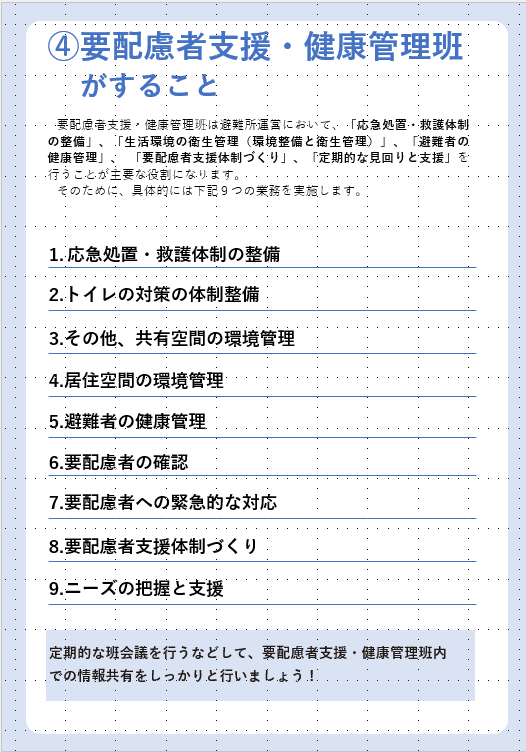 ④要配慮者支援・健康管理班
がすること
要配慮者支援・健康管理班は避難所運営において、「応急処置・救護体制
の整備」、「生活環境の衛生管理（環境整備と衛生管理）」、「避難者の
健康管理」、 「要配慮者支援体制づくり」、「定期的な見回りと支援」を
行うことが主要な役割になります。
そのために、具体的には下記９つの業務を実施します。
1.応急処置・救護体制の整備
2.トイレの対策の体制整備
3.その他、共有空間の環境管理
4.居住空間の環境管理
5.避難者の健康管理
6.要配慮者の確認
7.要配慮者への緊急的な対応
8.要配慮者支援体制づくり
9.ニーズの把握と支援
定期的な班会議を行うなどして、要配慮者支援・健康管理班内
での情報共有をしっかりと行いましょう！